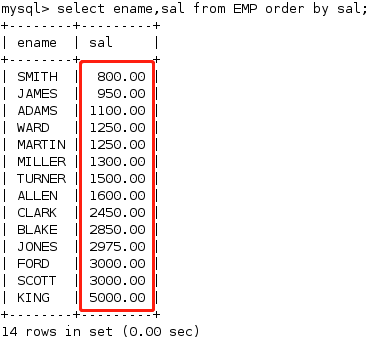 mysql> select ename,sal from EMP order by sal;
+--------+---------+
| ename  | sal     |
+--------+---------+
| SMITH  |  800.00 |
| JAMES  |  950.00 |
| ADAMS  | 1100.00 |
| WARD   | 1250.00 |
| MARTIN | 1250.00 |
| MILLER | 1300.00 |
| TURNER | 1500.00 |
| ALLEN  | 1600.00 |
| CLARK  | 2450.00 |
| BLAKE  | 2850.00 |
| JONES  | 2975.00 |
| FORD   | 3000.00 |
| SCOTT  | 3000.00 |
| KING   | 5000.00 |
+--------+---------+
14 rows in set (0.00 sec)